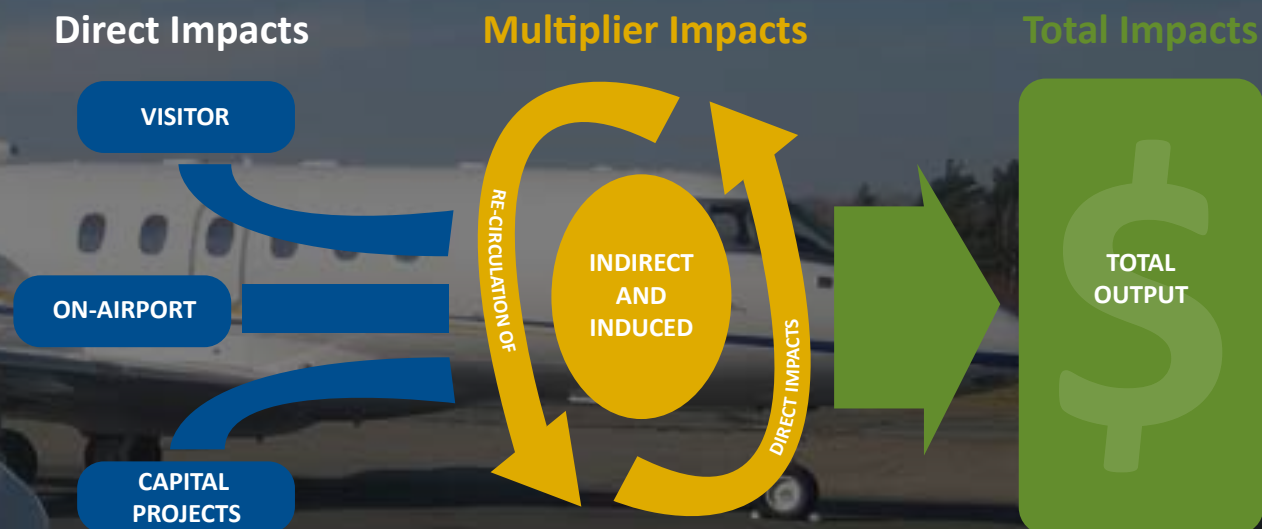 Direct Impacts
Multiplier Impacts
Total Impacts
VISITOR
ON-AIRPORT
CAPITAL
PROJECTS
RE-CIRCULATION OF
INDIRECT
AND
INDUCED
DIRECT IMPACTS
$
TOTAL
OUTPUT